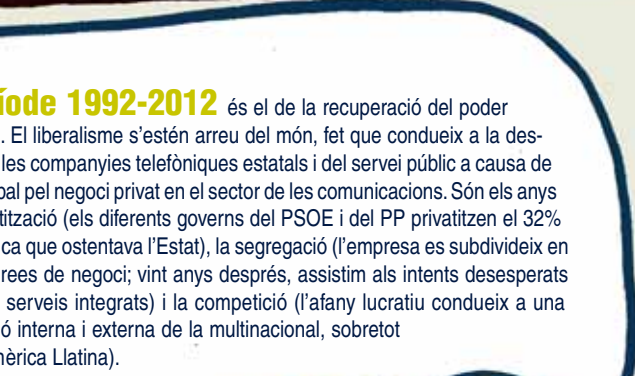 íode 1992-2012 és el de la recuperació del poder
. El liberalisme s'estén arreu del món, fet que condueix a la des-
les companyies telefòniques estatals i del servei públic a causa de
bal pel negoci privat en el sector de les comunicacions. Són els anys
tització (els diferents governs del PSOE i del PP privatitzen el 32%
ca que ostentava l'Estat), la segregació (l'empresa es subdivideix en
rees de negoci; vint anys després, assistim als intents desesperats
serveis integrats) i la competició (l'afany lucratiu condueix a una
ó interna i externa de la multinacional, sobretot
mèrica Llatina).